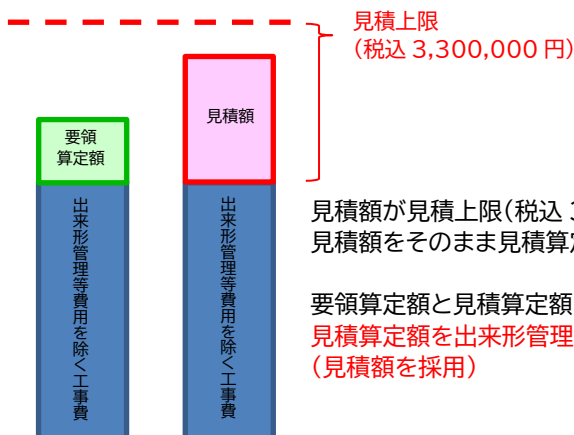 見積上限
(税込 3,300,000 円)
見積額
要領
算定額
出来形管理等費用を除く工事費
出来形管理等費用を除く工事費
見積額が見積上限(税込
見積額をそのまま見積算
要領算定額と見積算定額
見積算定額を出来形管理
(見積額を採用)